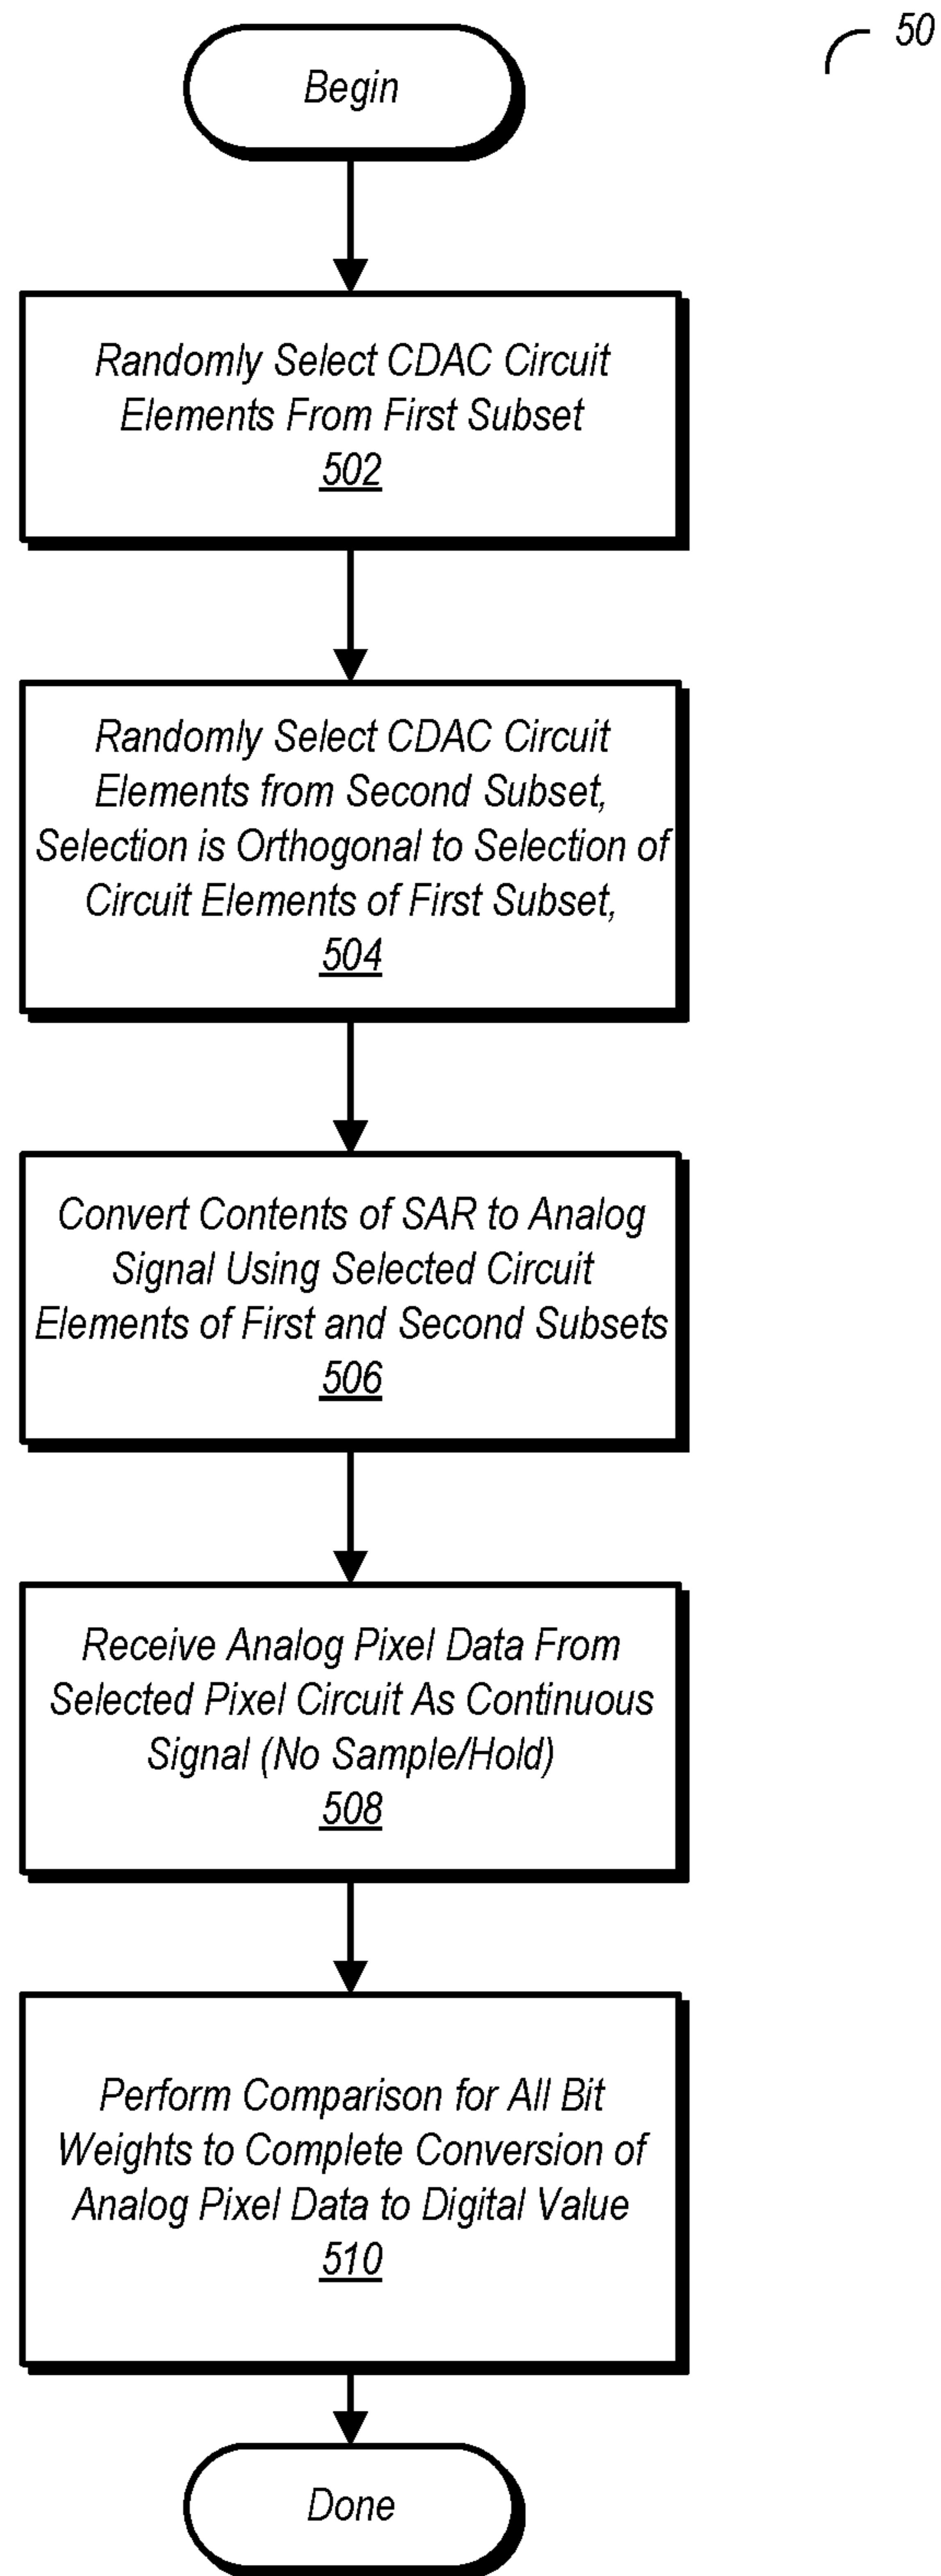 50
Begin
Randomly Select CDAC Circuit
Elements From First Subset
502
Randomly Select CDAC Circuit
Elements from Second Subset,
Selection is Orthogonal to Selection of
Circuit Elements of First Subset,
504
Convert Contents of SAR to Analog
Signal Using Selected Circuit
Elements of First and Second Subsets
506
Receive Analog Pixel Data From
Selected Pixel Circuit As Continuous
Signal (No Sample/Hold)
508
Perform Comparison for All Bit
Weights to Complete Conversion of
Analog Pixel Data to Digital Value
510
Done